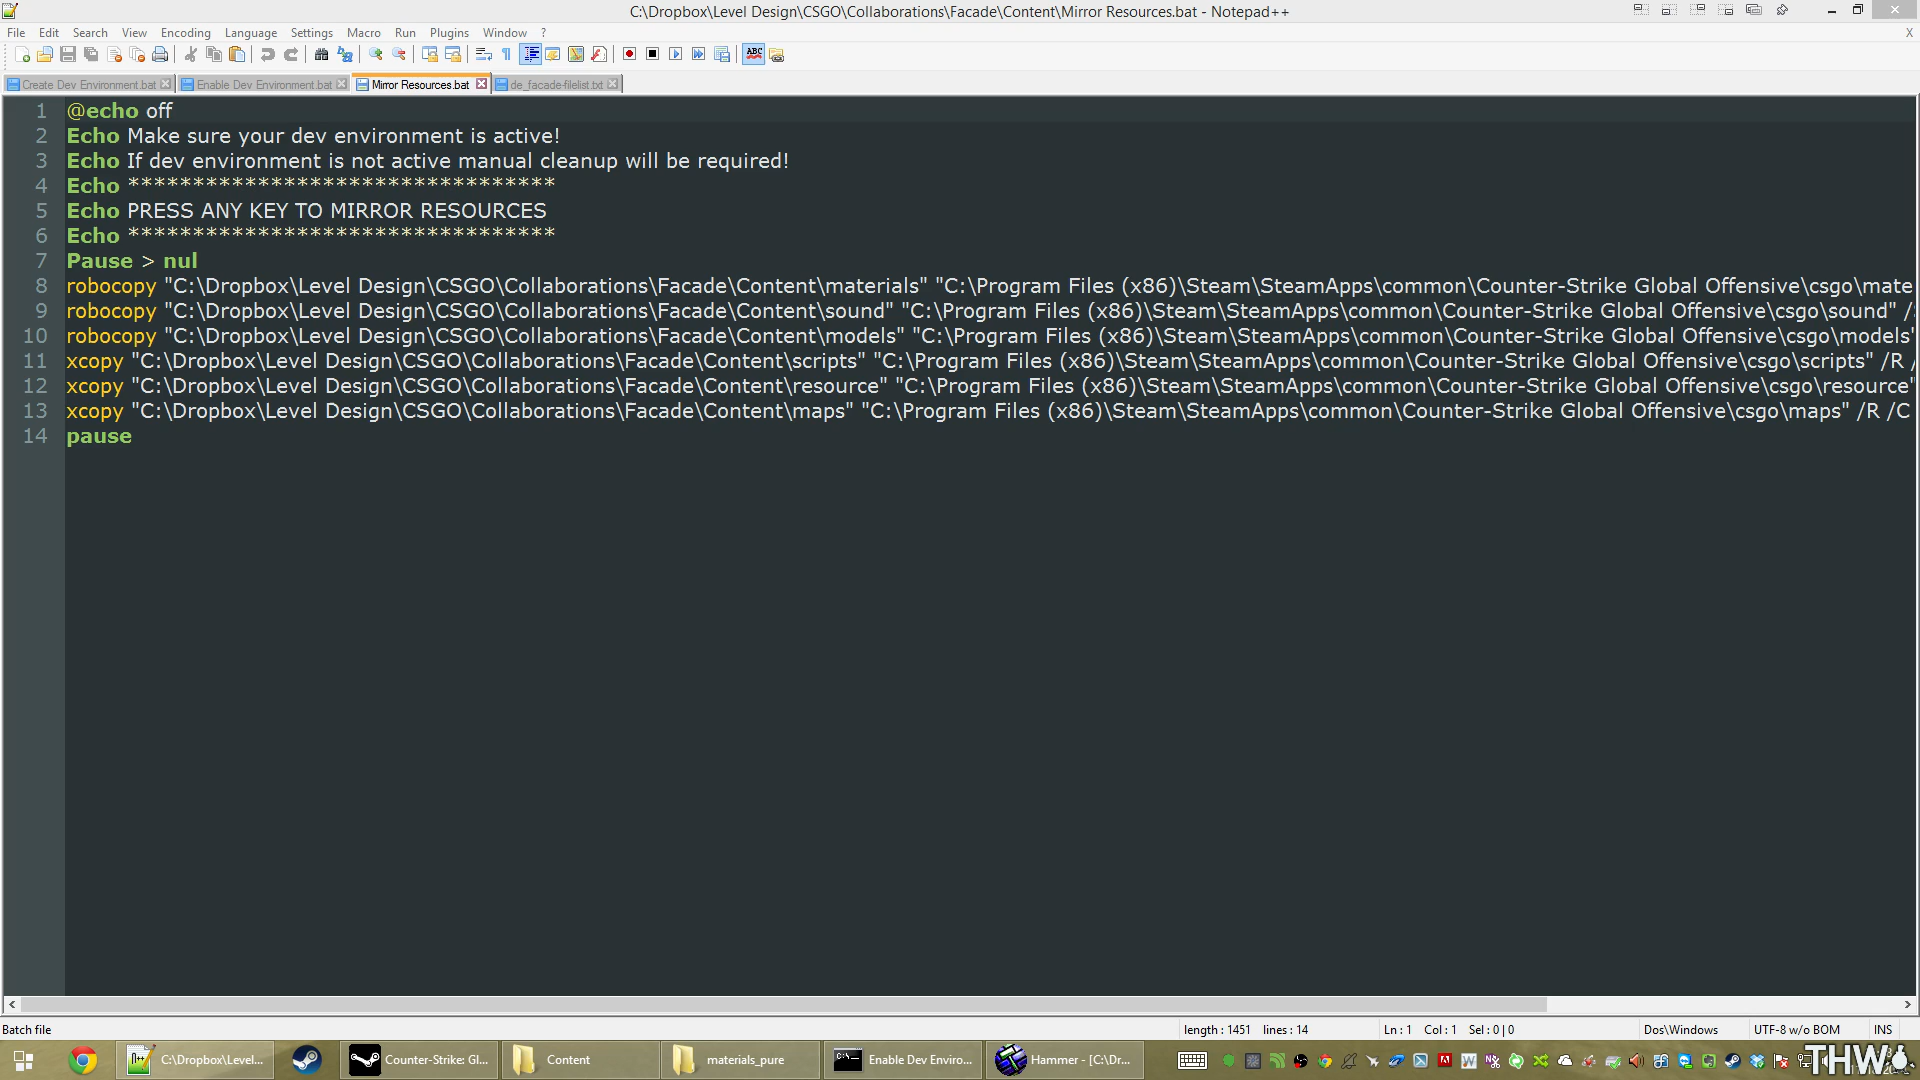 C:\Dropbox\Level Design\CSGO\Collaborations\Facade\Content\Mirror Resources.bat - Notepad++
File Edit Search View Encoding Language Settings Macro Run Plugins Window ? X
Create Dev Environment.bat Enable Dev Environment.bat Mirror Resources.bat de_facade-filelist.txt
1 @echo off
2 Echo Make sure your dev environment is active!
3 Echo If dev environment is not active manual cleanup will be required!
4 Echo *********************************
5 Echo PRESS ANY KEY TO MIRROR RESOURCES
6 Echo *********************************
7 Pause > nul
8 robocopy "C:\Dropbox\Level Design\CSGO\Collaborations\Facade\Content\materials" "C:\Program Files (x86)\Steam\SteamApps\common\Counter-Strike Global Offensive\csgo\mate
9 robocopy "C:\Dropbox\Level Design\CSGO\Collaborations\Facade\Content\sound" "C:\Program Files (x86)\Steam\SteamApps\common\Counter-Strike Global Offensive\csgo\sound" /
10 robocopy "C:\Dropbox\Level Design\CSGO\Collaborations\Facade\Content\models" "C:\Program Files (x86)\Steam\SteamApps\common\Counter-Strike Global Offensive\csgo\models"
11 xcopy "C:\Dropbox\Level Design\CSGO\Collaborations\Facade\Content\scripts" "C:\Program Files (x86)\Steam\SteamApps\common\Counter-Strike Global Offensive\csgo\scripts" /R /
12 xcopy "C:\Dropbox\Level Design\CSGO\Collaborations\Facade\Content\resource" "C:\Program Files (x86)\Steam\SteamApps\common\Counter-Strike Global Offensive\csgo\resource"
13 xcopy "C:\Dropbox\Level Design\CSGO\Collaborations\Facade\Content\maps" "C:\Program Files (x86)\Steam\SteamApps\common\Counter-Strike Global Offensive\csgo\maps" /R /C
14 pause
Batch file length : 1451 lines : 14 Ln : 1 Col : 1 Sel : 0 | 0 Dos\Windows UTF-8 w/o BOM INS
C:\Dropbox\Level... Counter-Strike: Gl... Content materials_pure Enable Dev Enviro... Hammer - [C:\Dr... THW